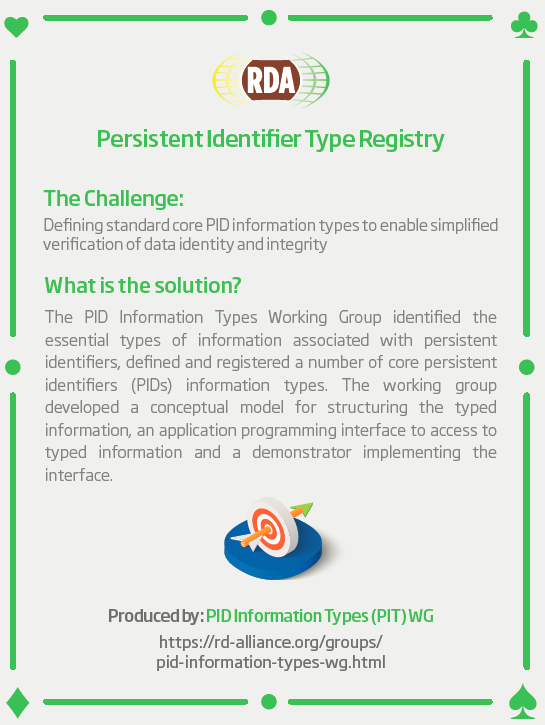 RDA
Persistent Identifier Type Registry
The Challenge:
Defining standard core PID information types to enable simplified
verification of data identity and integrity
What is the solution?
The PID Information Types Working Group identified the
essential types of information associated with persistent
identifiers, defined and registered a number of core persistent
identifiers (PIDs) information types. The working group
developed a conceptual model for structuring the typed
information, an application programming interface to access to
typed information and a demonstrator implementing the
interface.
Produced by: PID Information Types (PIT) WG
https://rd-alliance.org/groups/
pid-information-types-wg.html